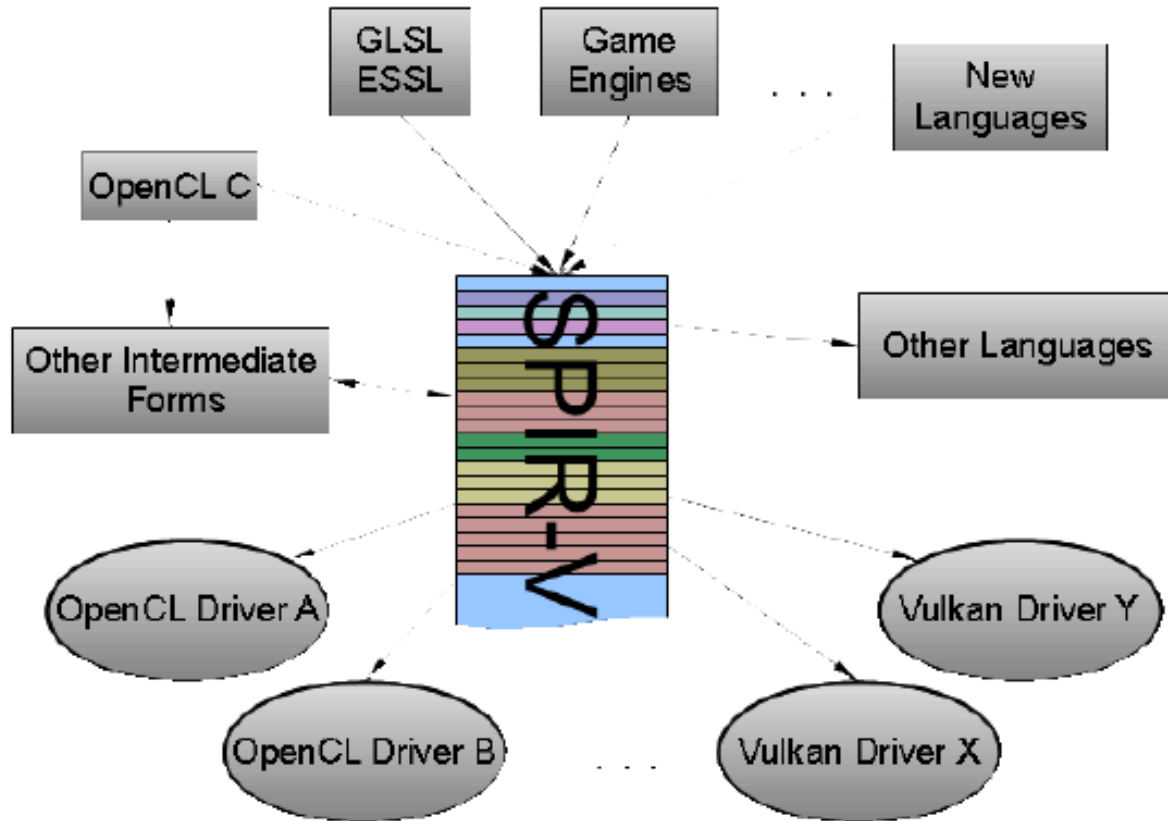 GLSL
ESSL
Game
Engines
. . .
New
Languages
OpenCL C
SPIR-V
Other Intermediate
Forms
Other Languages
OpenCL Driver A
Vulkan Driver Y
OpenCL Driver B
. . .
Vulkan Driver X